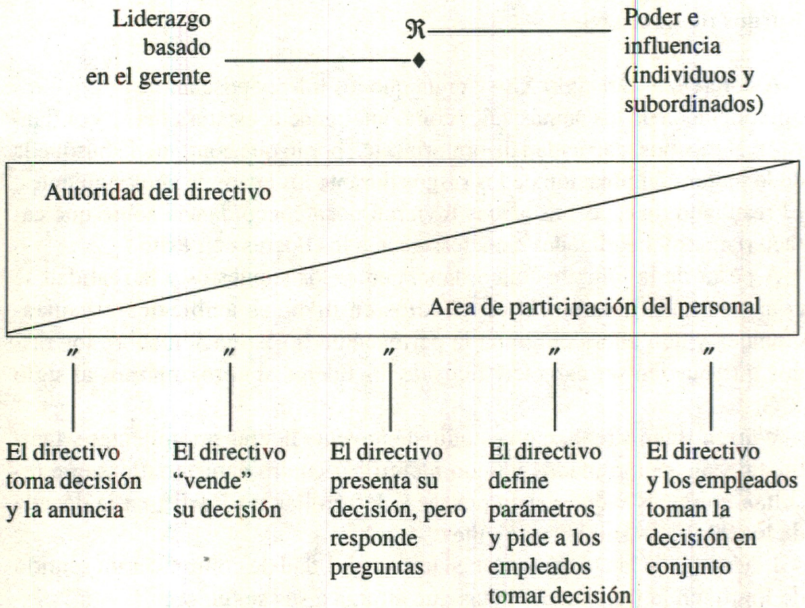 Liderazgo
basado
en el gerente
ℜ
Poder e
influencia
(individuos y
subordinados)
Autoridad del directivo
Area de participación del personal
〃 〃 〃 〃 〃
El directivo
toma decisión
y la anuncia
El directivo
“vende”
su decisión
El directivo
presenta su
decisión, pero
responde
preguntas
El directivo
define
parámetros
y pide a los
empleados
tomar decisión
El directivo
y los empleados
toman la
decisión en
conjunto